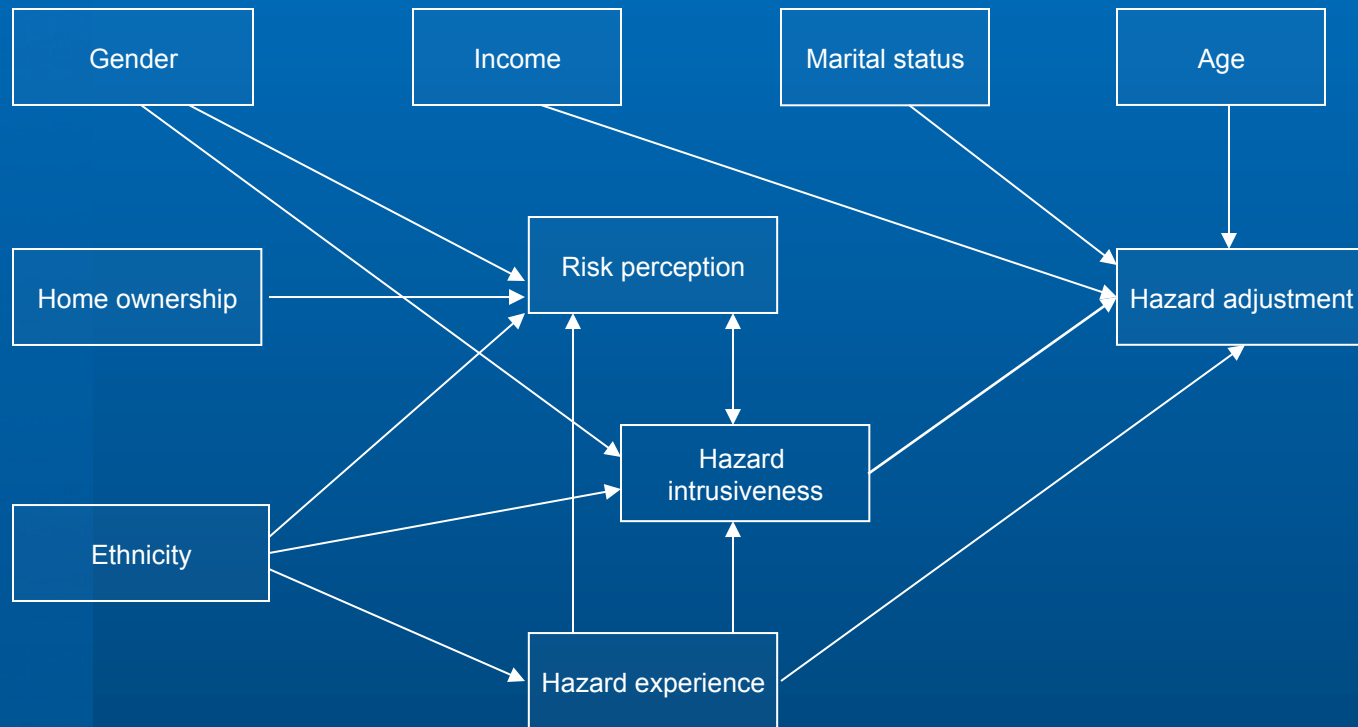 Gender
Income
Marital status
Age
Risk perception
Home ownership
Hazard adjustment
Hazard
intrusiveness
Ethnicity
Hazard experience